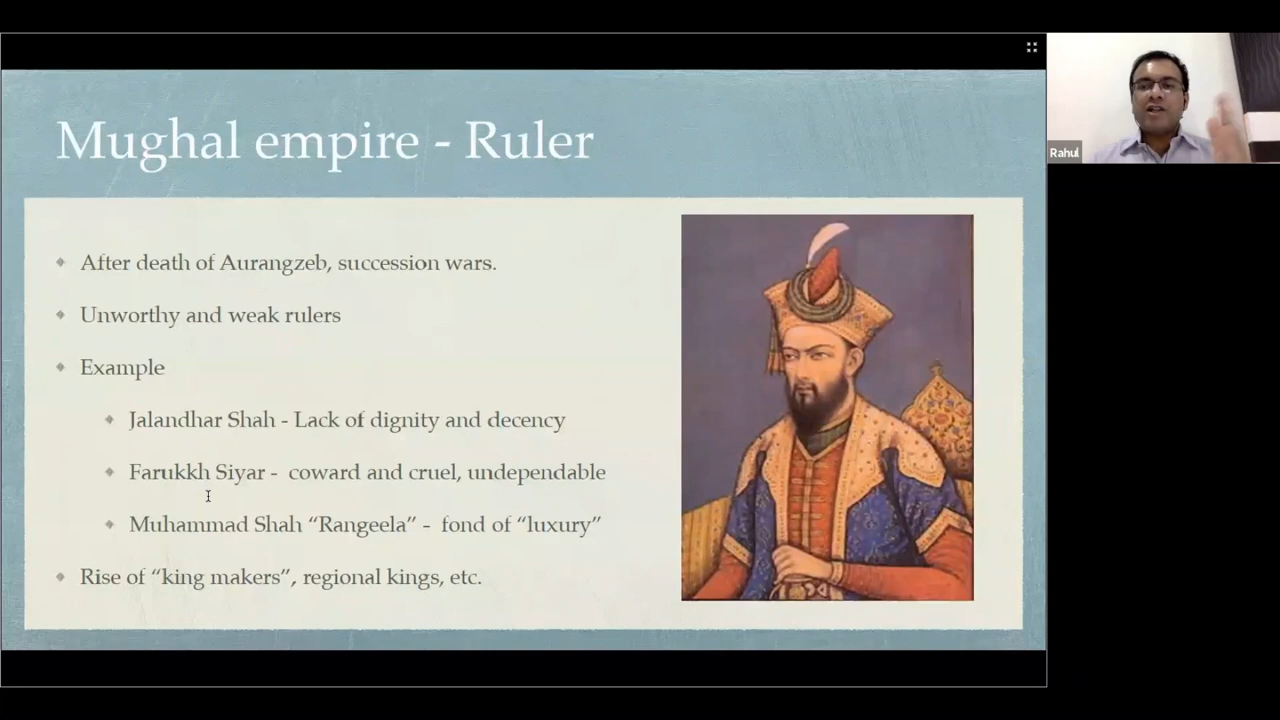 Mughal empire - Ruler
After death of Aurangzeb, succession wars.
Unworthy and weak rulers
Example
Jalandhar Shah - Lack of dignity and decency
Farukkh Siyar - coward and cruel, undependable
Muhammad Shah “Rangeela” - fond of “luxury”
Rise of “king makers”, regional kings, etc.
Rahul